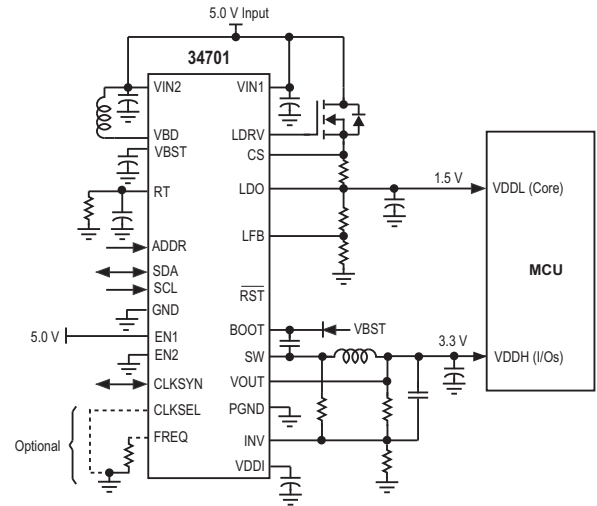 5.0 V Input
34701
VIN2
VIN1
VBD
LDRV
VBST
CS
RT
LDO
1.5 V
VDDL (Core)
ADDR
LFB
SDA
SCL
MCU
RST
GND
5.0 V
EN1
BOOT
VBST
EN2
SW
3.3 V
VDDH (I/Os)
CLKSYN
VOUT
CLKSEL
PGND
Optional
FREQ
INV
VDDI